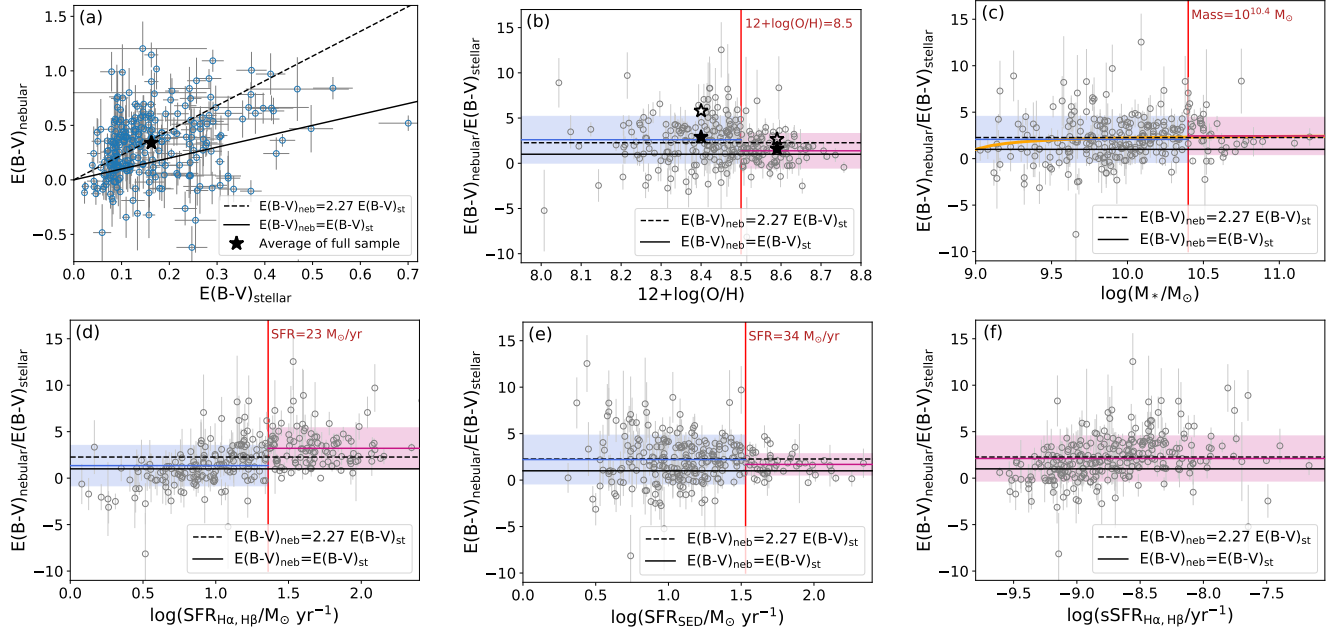 (a)
E(B-V)nebular
1.5
1.0
0.5
0.0
−0.5
E(B-V)neb=2.27 E(B-V)st
E(B-V)neb=E(B-V)st
Average of full sample
0.0 0.1 0.2 0.3 0.4 0.5 0.6 0.7
E(B-V)stellar
(b)
12+log(O/H)=8.5
E(B-V)nebular/E(B-V)stellar
15
10
5
0
−5
−10
E(B-V)neb=2.27 E(B-V)st
E(B-V)neb=E(B-V)st
8.0 8.1 8.2 8.3 8.4 8.5 8.6 8.7 8.8
12+log(O/H)
(c)
Mass=10^10.4 M⊙
E(B-V)nebular/E(B-V)stellar
15
10
5
0
−5
−10
E(B-V)neb=2.27 E(B-V)st
E(B-V)neb=E(B-V)st
9.0 9.5 10.0 10.5 11.0
log(M*/M⊙)
(d)
SFR=23 M⊙/yr
E(B-V)nebular/E(B-V)stellar
15
10
5
0
−5
−10
E(B-V)neb=2.27 E(B-V)st
E(B-V)neb=E(B-V)st
0.0 0.5 1.0 1.5 2.0
log(SFRHα, Hβ/M⊙ yr−1)
(e)
SFR=34 M⊙/yr
E(B-V)nebular/E(B-V)stellar
15
10
5
0
−5
−10
E(B-V)neb=2.27 E(B-V)st
E(B-V)neb=E(B-V)st
0.0 0.5 1.0 1.5 2.0
log(SFRSED/M⊙ yr−1)
(f)
E(B-V)nebular/E(B-V)stellar
15
10
5
0
−5
−10
E(B-V)neb=2.27 E(B-V)st
E(B-V)neb=E(B-V)st
−9.5 −9.0 −8.5 −8.0 −7.5
log(sSFRHα, Hβ/yr−1)